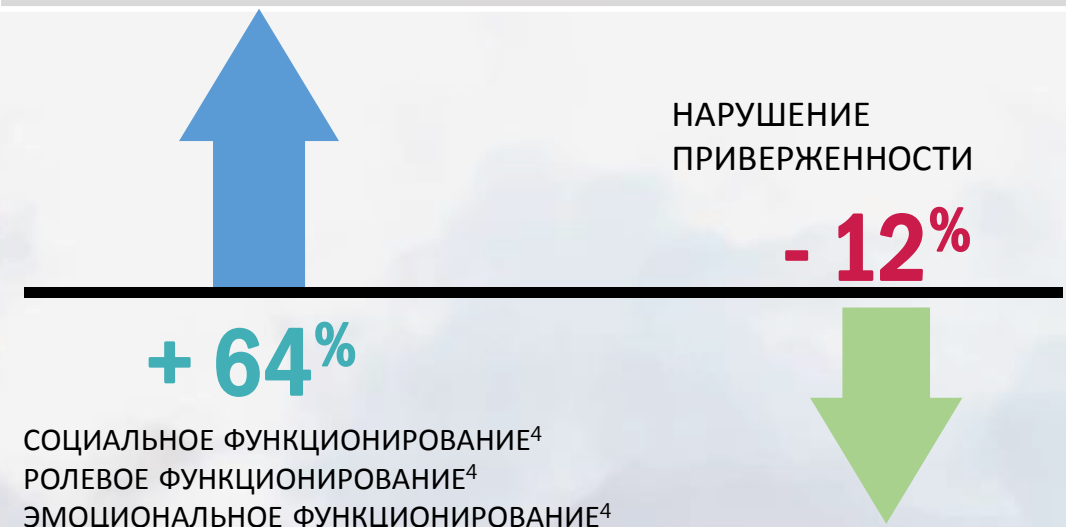 НАРУШЕНИЕ
ПРИВЕРЖЕННОСТИ
- 12%
+ 64%
СОЦИАЛЬНОЕ ФУНКЦИОНИРОВАНИЕ⁴
РОЛЕВОЕ ФУНКЦИОНИРОВАНИЕ⁴
ЭМОЦИОНАЛЬНОЕ ФУНКЦИОНИРОВАНИЕ⁴